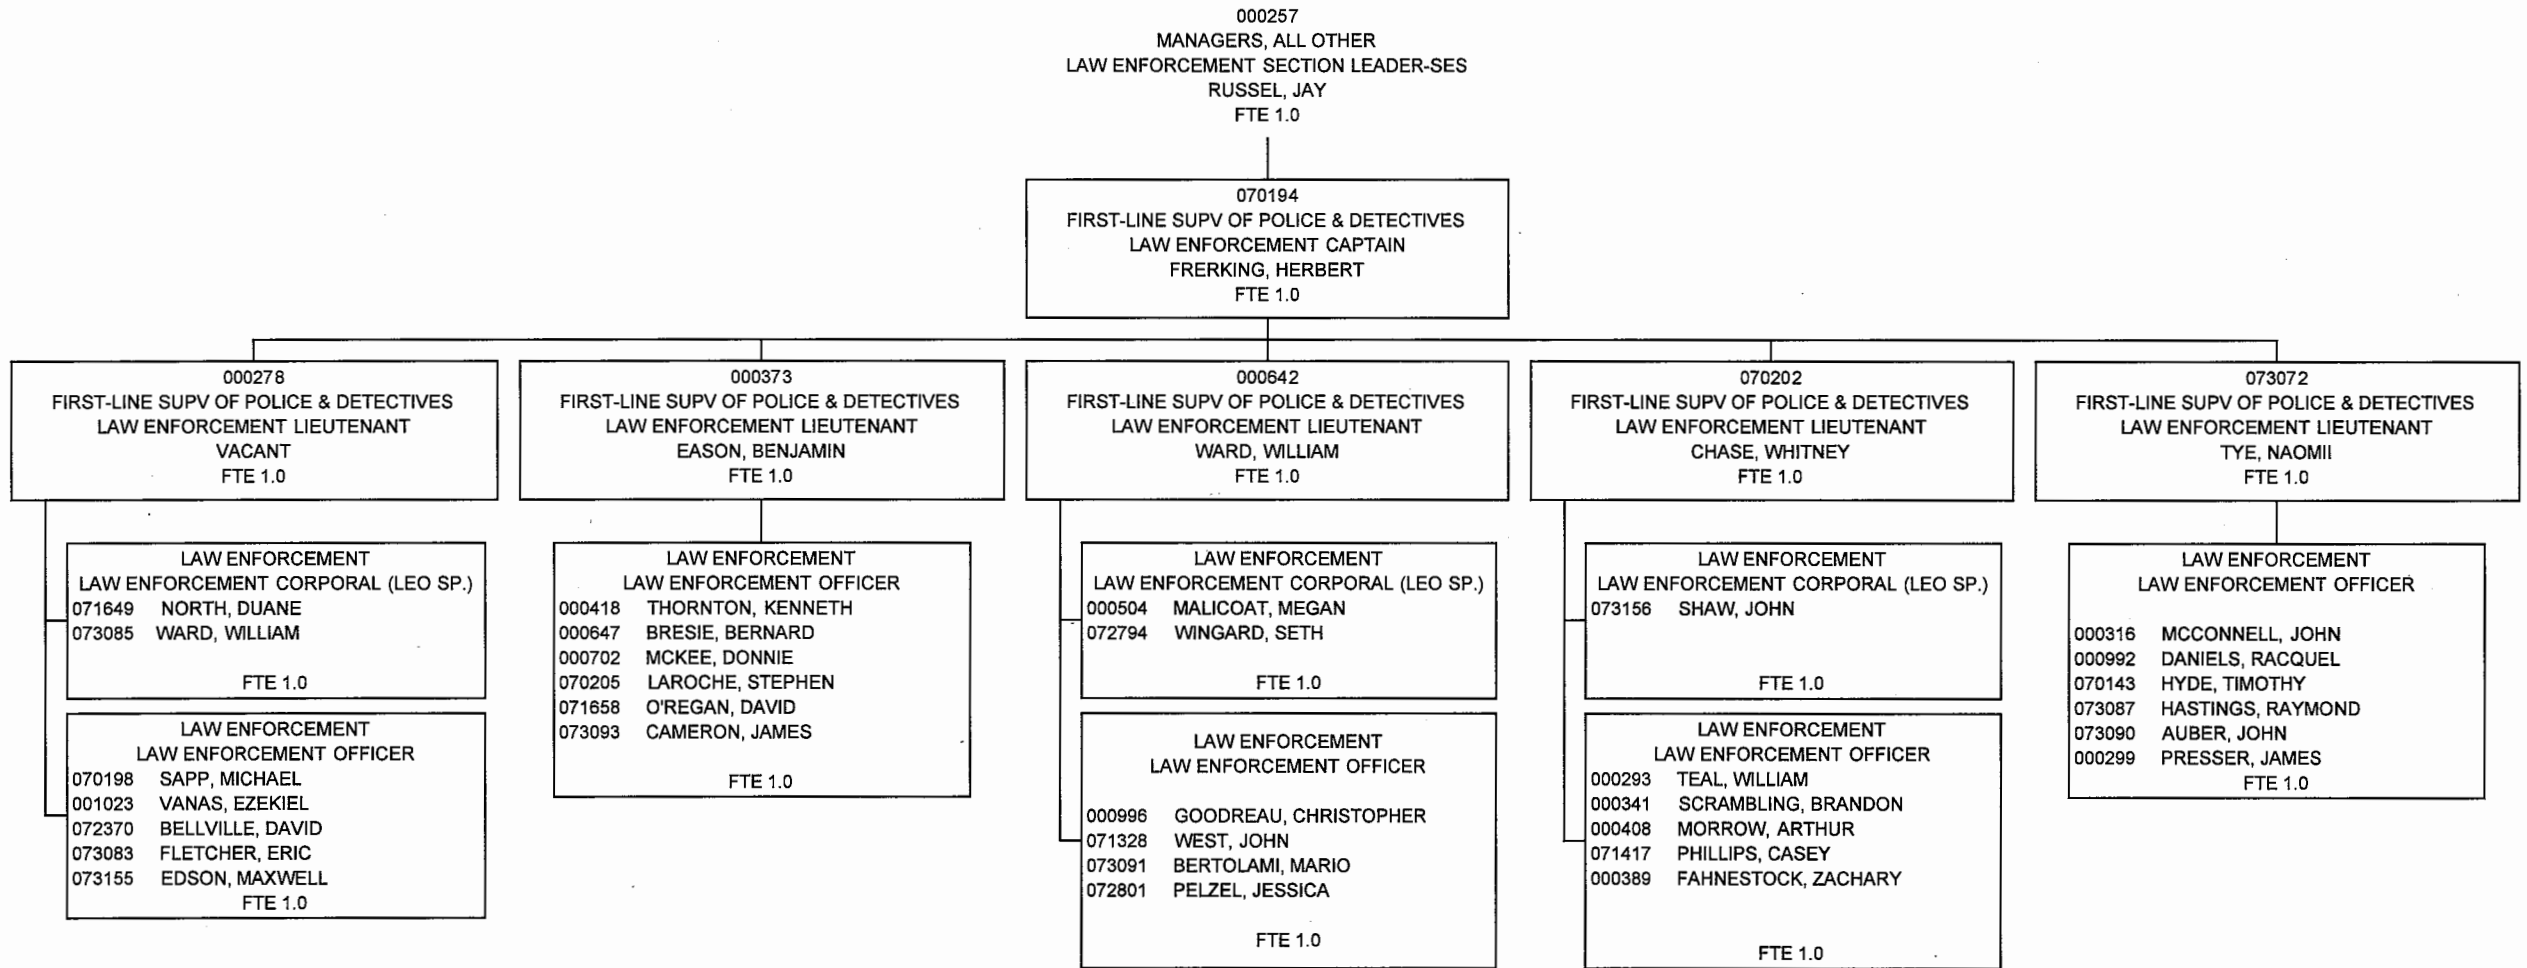 000257
MANAGERS, ALL OTHER
LAW ENFORCEMENT SECTION LEADER-SES
RUSSEL, JAY
FTE 1.0
070194
FIRST-LINE SUPV OF POLICE & DETECTIVES
LAW ENFORCEMENT CAPTAIN
FRERKING, HERBERT
FTE 1.0
000278
FIRST-LINE SUPV OF POLICE & DETECTIVES
LAW ENFORCEMENT LIEUTENANT
VACANT
FTE 1.0
000373
FIRST-LINE SUPV OF POLICE & DETECTIVES
LAW ENFORCEMENT LIEUTENANT
EASON, BENJAMIN
FTE 1.0
000642
FIRST-LINE SUPV OF POLICE & DETECTIVES
LAW ENFORCEMENT LIEUTENANT
WARD, WILLIAM
FTE 1.0
070202
FIRST-LINE SUPV OF POLICE & DETECTIVES
LAW ENFORCEMENT LIEUTENANT
CHASE, WHITNEY
FTE 1.0
073072
FIRST-LINE SUPV OF POLICE & DETECTIVES
LAW ENFORCEMENT LIEUTENANT
TYE, NAOMII
FTE 1.0
LAW ENFORCEMENT
LAW ENFORCEMENT CORPORAL (LEO SP.)
071649 NORTH, DUANE
073085 WARD, WILLIAM
FTE 1.0
LAW ENFORCEMENT
LAW ENFORCEMENT OFFICER
070198 SAPP, MICHAEL
001023 VANAS, EZEKIEL
072370 BELLVILLE, DAVID
073083 FLETCHER, ERIC
073155 EDSON, MAXWELL
FTE 1.0
LAW ENFORCEMENT
LAW ENFORCEMENT OFFICER
000418 THORNTON, KENNETH
000647 BRESIE, BERNARD
000702 MCKEE, DONNIE
070205 LAROCHE, STEPHEN
071658 O'REGAN, DAVID
073093 CAMERON, JAMES
FTE 1.0
LAW ENFORCEMENT
LAW ENFORCEMENT CORPORAL (LEO SP.)
000504 MALICOAT, MEGAN
072794 WINGARD, SETH
FTE 1.0
LAW ENFORCEMENT
LAW ENFORCEMENT OFFICER
000996 GOODREAU, CHRISTOPHER
071328 WEST, JOHN
073091 BERTOLAMI, MARIO
072801 PELZEL, JESSICA
FTE 1.0
LAW ENFORCEMENT
LAW ENFORCEMENT CORPORAL (LEO SP.)
073156 SHAW, JOHN
FTE 1.0
LAW ENFORCEMENT
LAW ENFORCEMENT OFFICER
000293 TEAL, WILLIAM
000341 SCRAMBLING, BRANDON
000408 MORROW, ARTHUR
071417 PHILLIPS, CASEY
000389 FAHNESTOCK, ZACHARY
FTE 1.0
LAW ENFORCEMENT
LAW ENFORCEMENT OFFICER
000316 MCCONNELL, JOHN
000992 DANIELS, RACQUEL
070143 HYDE, TIMOTHY
073087 HASTINGS, RAYMOND
073090 AUBER, JOHN
000299 PRESSER, JAMES
FTE 1.0